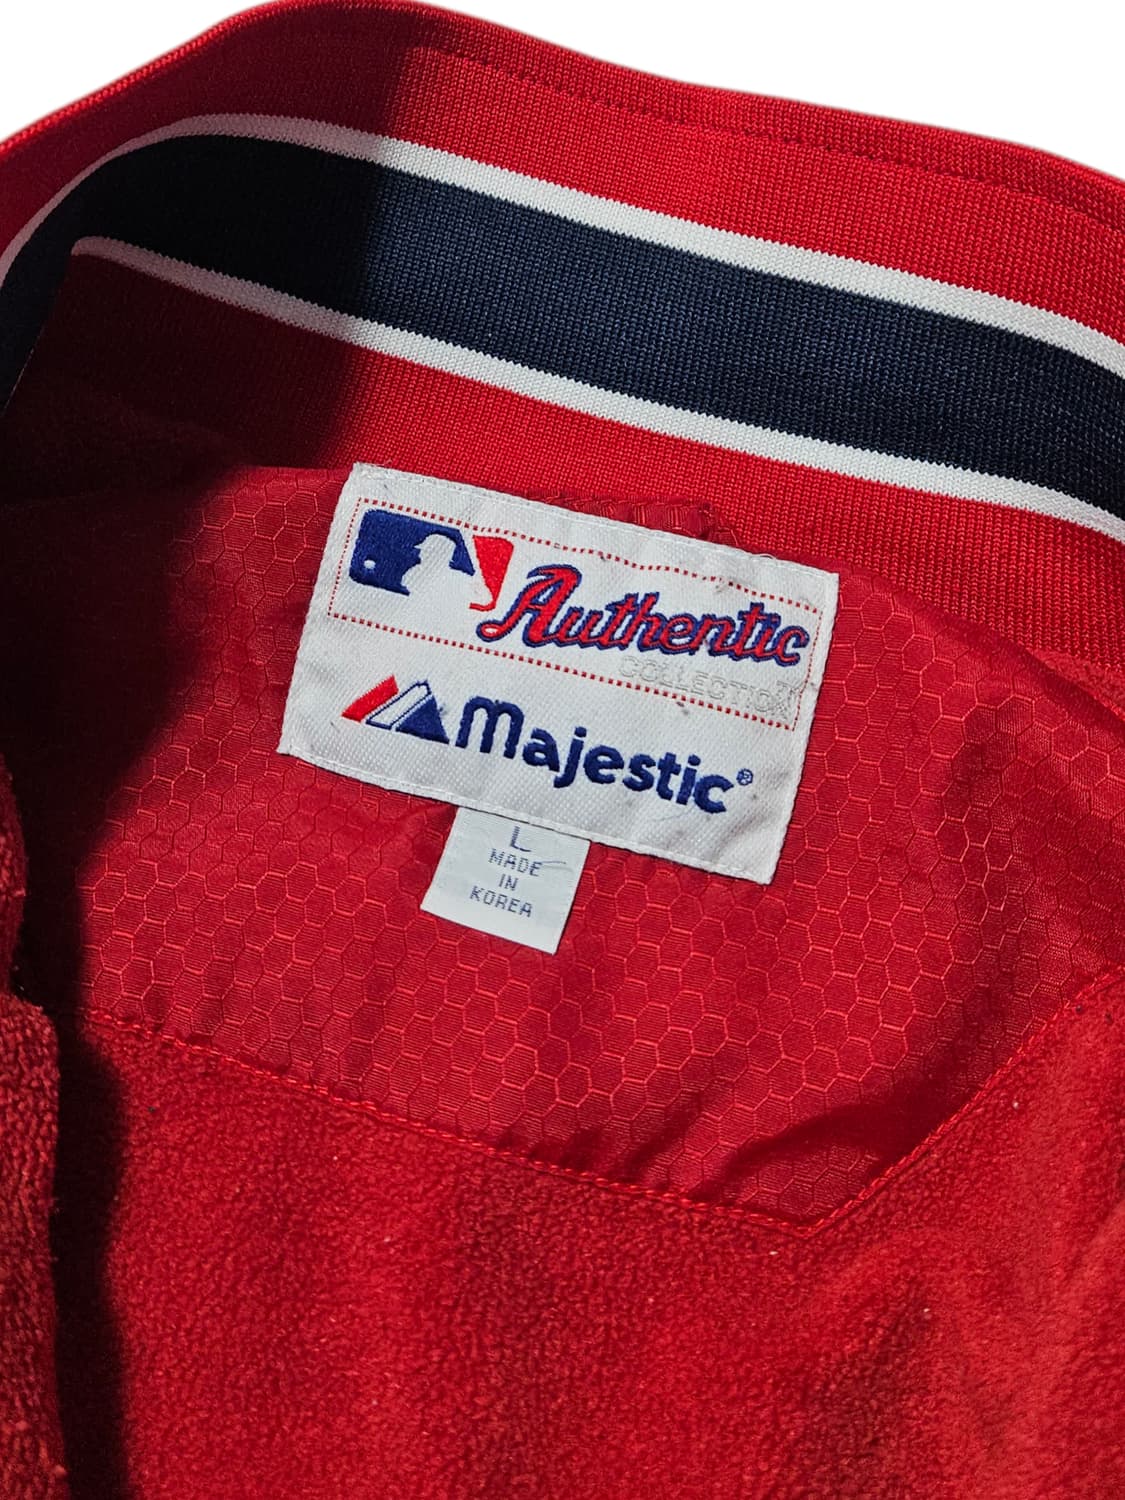 Authentic
COLLECTION
Majestic®
L
MADE
IN
KOREA